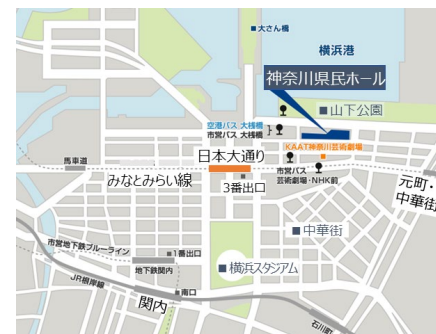 大さん橋
横浜港
神奈川県民ホール
山下公園
空港バス 大桟橋
市営バス 大桟橋
KAAT神奈川芸術劇場
日本大通り
馬車道
みなとみらい線
3番出口
市営バス
芸術劇場・NHK前
元町・
中華街
中華街
市営地下鉄ブルーライン
1番出口
地下鉄関内
横浜スタジアム
JR根岸線
南口
関内
石川町